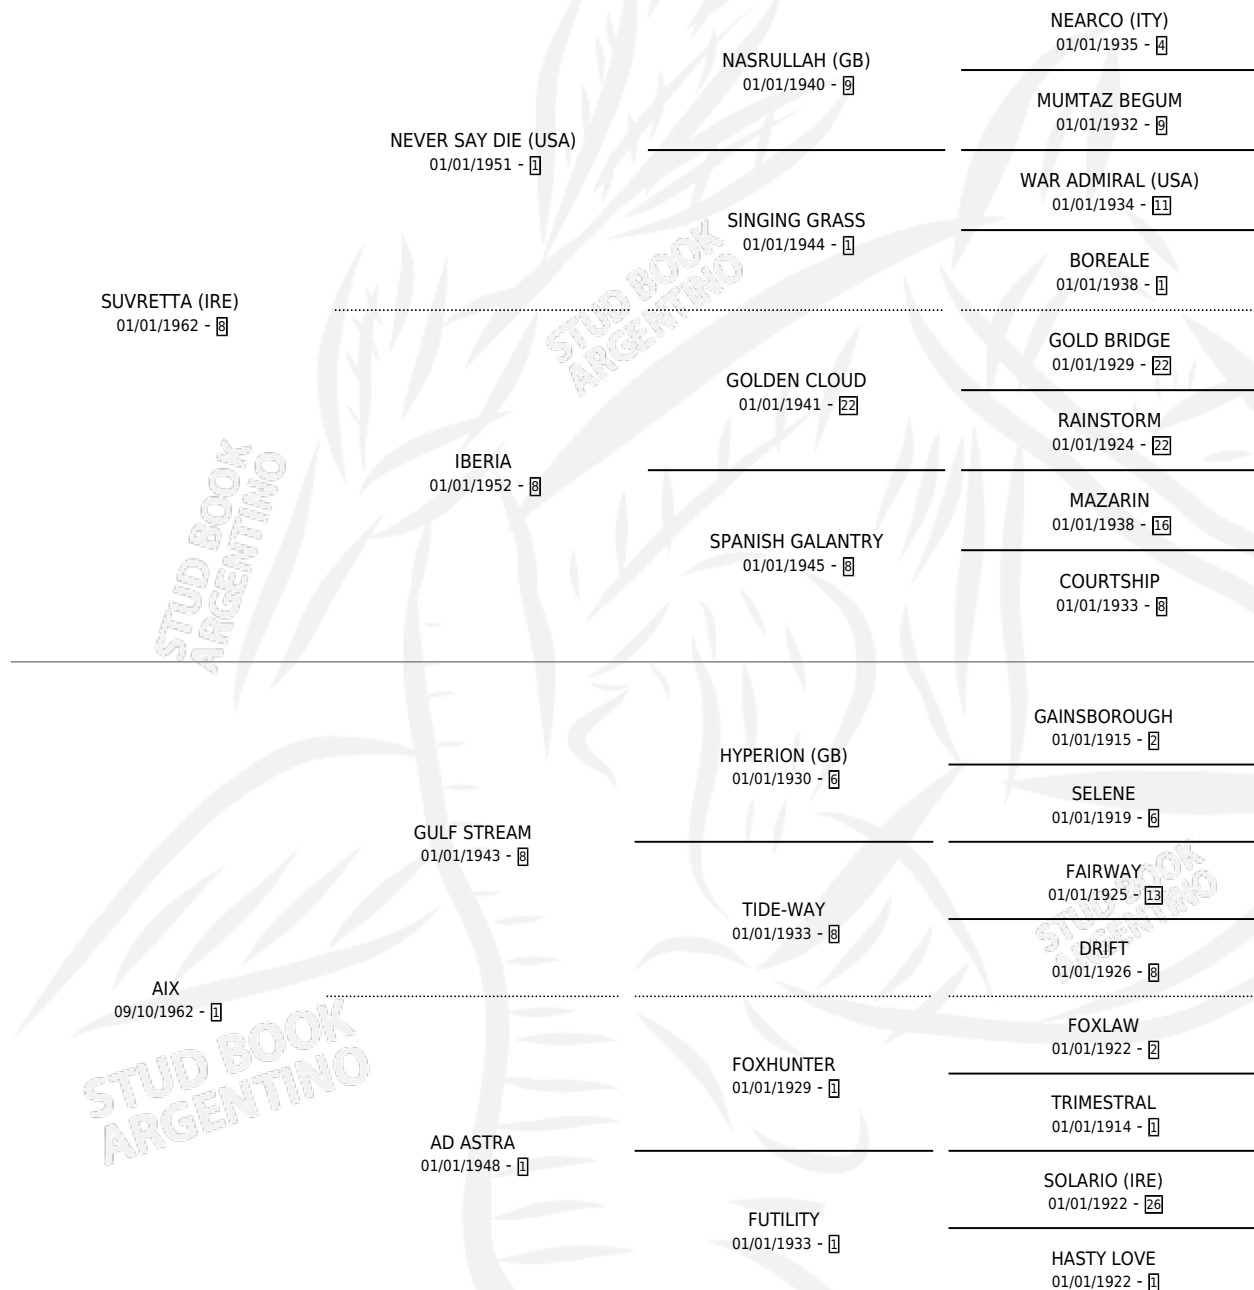 NEARCO (ITY)
01/01/1935 - 4
NASRULLAH (GB)
01/01/1940 - 9
MUMTAZ BEGUM
01/01/1932 - 9
NEVER SAY DIE (USA)
01/01/1951 - 1
WAR ADMIRAL (USA)
01/01/1934 - 11
SINGING GRASS
01/01/1944 - 1
BOREALE
01/01/1938 - 1
SUVRETTA (IRE)
01/01/1962 - 8
STUD BOOK
ARGENTINO
GOLD BRIDGE
01/01/1929 - 22
GOLDEN CLOUD
01/01/1941 - 22
RAINSTORM
01/01/1924 - 22
IBERIA
01/01/1952 - 8
MAZARIN
01/01/1938 - 16
SPANISH GALANTRY
01/01/1945 - 8
COURTSHIP
01/01/1933 - 8
STUD BOOK
ARGENTINO
GAINSBOROUGH
01/01/1915 - 2
HYPERION (GB)
01/01/1930 - 6
SELENE
01/01/1919 - 6
GULF STREAM
01/01/1943 - 8
FAIRWAY
01/01/1925 - 13
TIDE-WAY
01/01/1933 - 8
DRIFT
01/01/1926 - 8
STUD BOOK
ARGENTINO
AIX
09/10/1962 - 1
FOXLAW
01/01/1922 - 2
FOXHUNTER
01/01/1929 - 1
TRIMESTRAL
01/01/1914 - 1
STUD BOOK
ARGENTINO
AD ASTRA
01/01/1948 - 1
SOLARIO (IRE)
01/01/1922 - 26
FUTILITY
01/01/1933 - 1
HASTY LOVE
01/01/1922 - 1